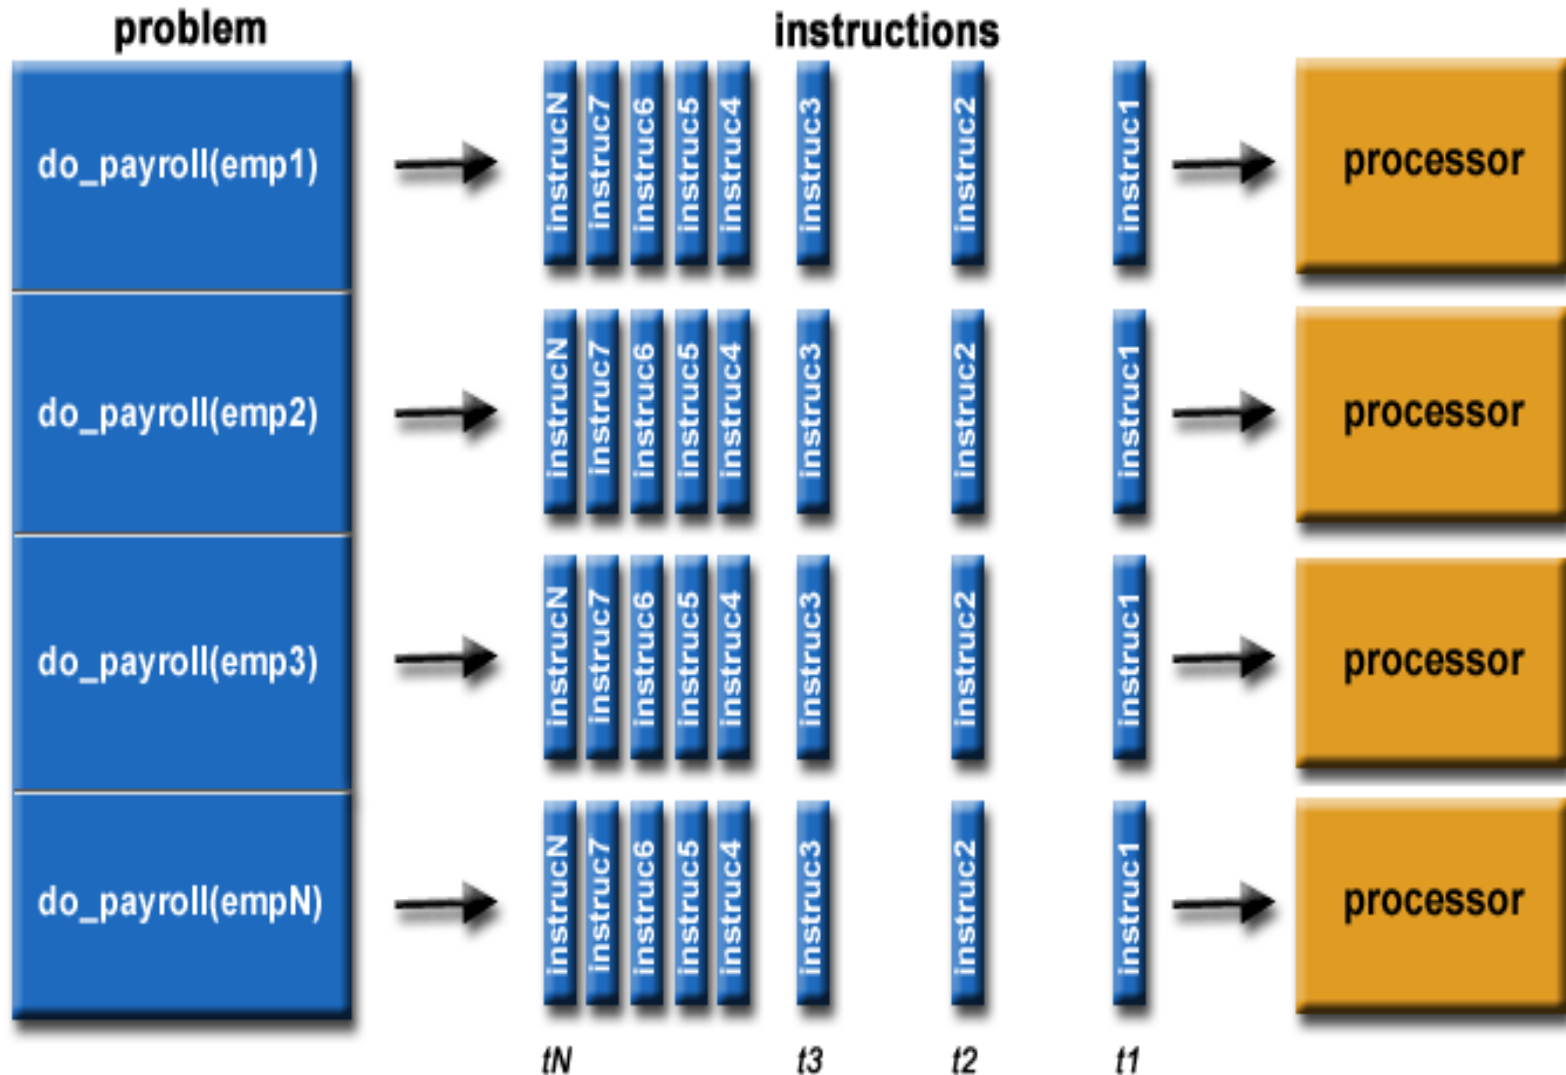 problem
instructions
do_payroll(emp1)
instrucN
instruc7
instruc6
instruc5
instruc4
instruc3
instruc2
instruc1
processor
do_payroll(emp2)
instrucN
instruc7
instruc6
instruc5
instruc4
instruc3
instruc2
instruc1
processor
do_payroll(emp3)
instrucN
instruc7
instruc6
instruc5
instruc4
instruc3
instruc2
instruc1
processor
do_payroll(empN)
instrucN
instruc7
instruc6
instruc5
instruc4
instruc3
instruc2
instruc1
processor
tN
t3
t2
t1